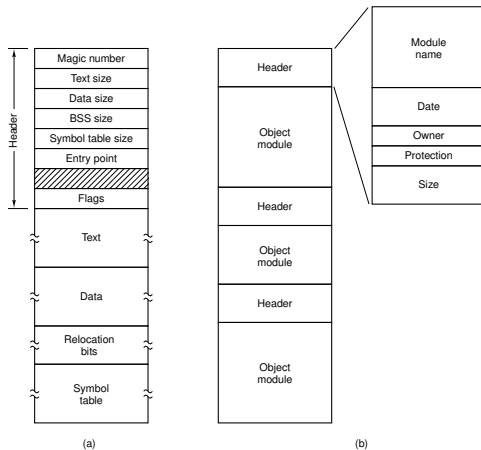 Header
Magic number
Text size
Data size
BSS size
Symbol table size
Entry point
Flags
Text
Data
Relocation
bits
Symbol
table
(a)
Header
Object
module
Header
Object
module
Header
Object
module
Module
name
Date
Owner
Protection
Size
(b)